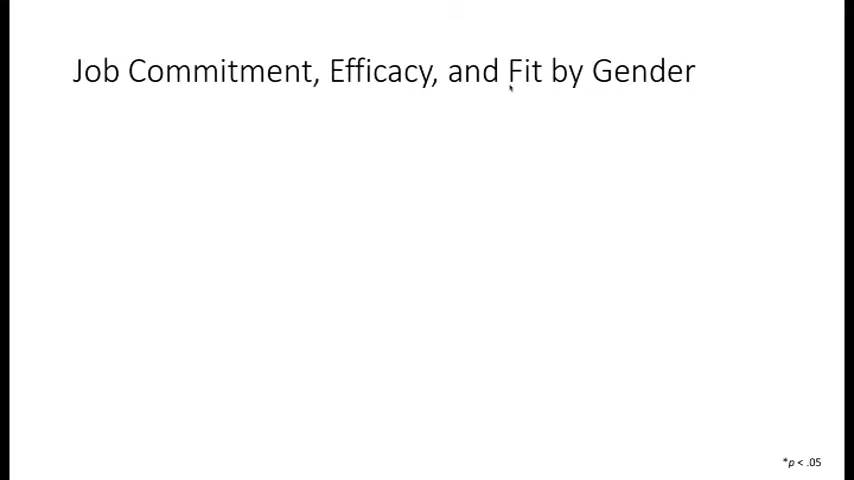 Job Commitment, Efficacy, and Fit by Gender
*p < .05